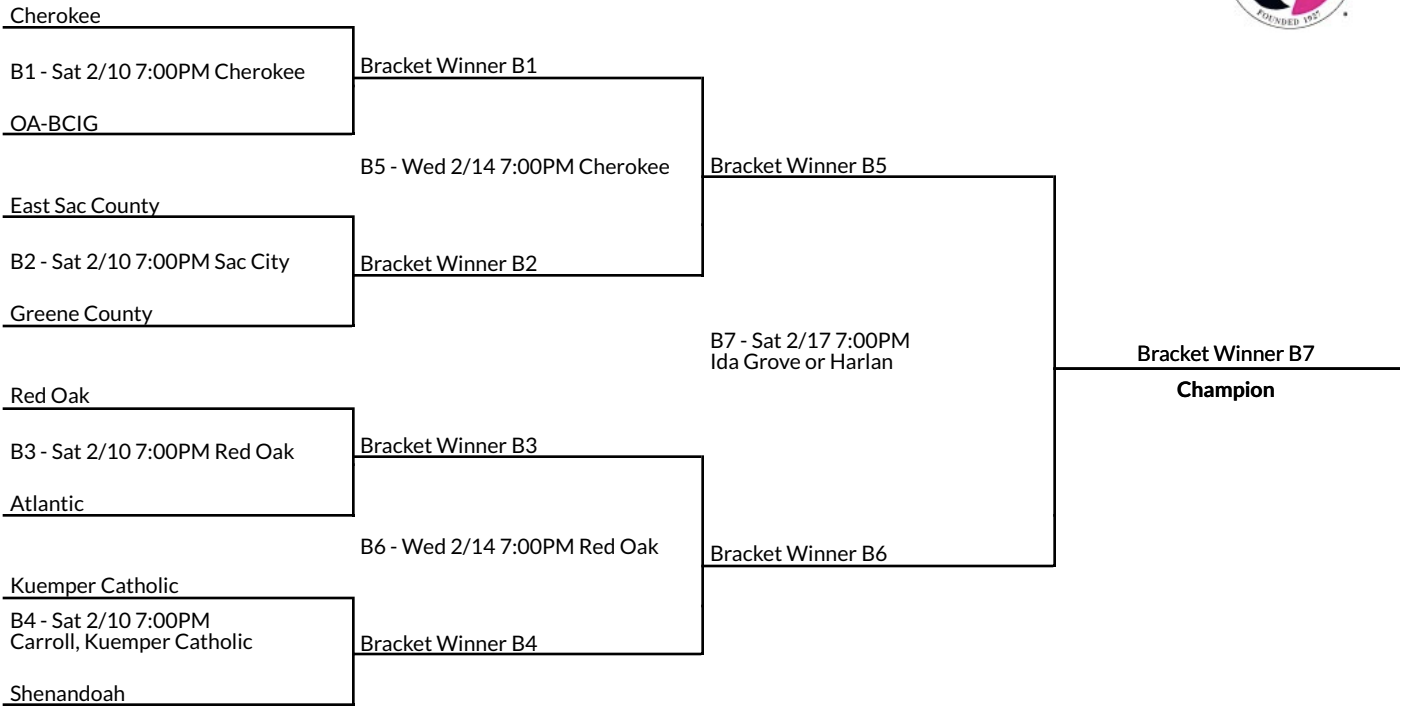 Cherokee
B1 - Sat 2/10 7:00PM Cherokee
OA-BCIG
East Sac County
B2 - Sat 2/10 7:00PM Sac City
Greene County
Red Oak
B3 - Sat 2/10 7:00PM Red Oak
Atlantic
Kuemper Catholic
B4 - Sat 2/10 7:00PM
Carroll, Kuemper Catholic
Shenandoah
Bracket Winner B1
B5 - Wed 2/14 7:00PM Cherokee
Bracket Winner B2
Bracket Winner B3
B6 - Wed 2/14 7:00PM Red Oak
Bracket Winner B4
Bracket Winner B5
B7 - Sat 2/17 7:00PM
Ida Grove or Harlan
Bracket Winner B6
Bracket Winner B7
Champion
FOUNDED 1927